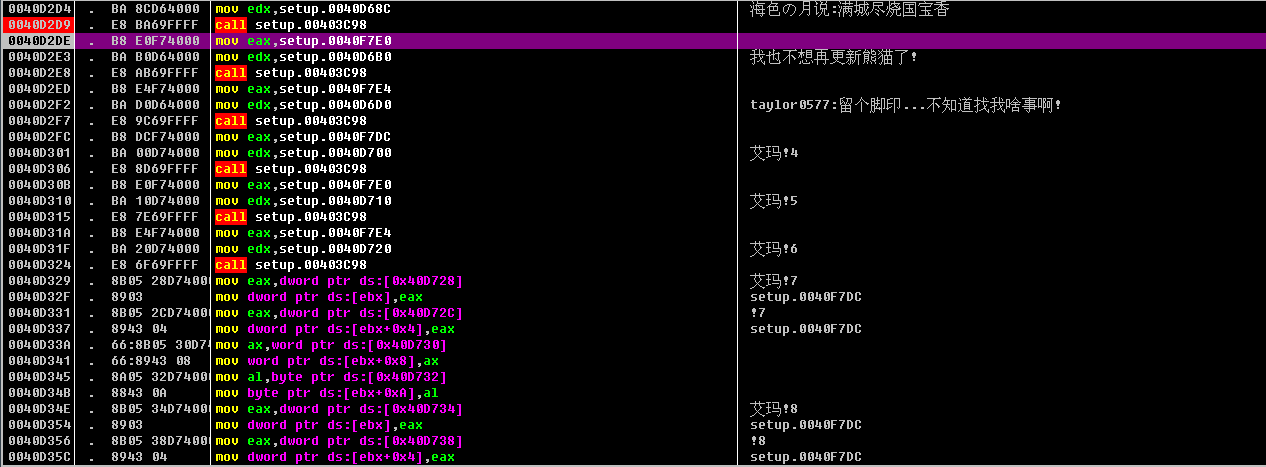 0040D2D4 . BA 8CD64000 mov edx,setup.0040D68C 海色の月说:满城尽烧国宝香
0040D2D9 . E8 BA69FFFF call setup.00403C98
0040D2DE . B8 E0F74000 mov eax,setup.0040F7E0
0040D2E3 . BA B0D64000 mov edx,setup.0040D6B0 我也不想再更新熊猫了!
0040D2E8 . E8 AB69FFFF call setup.00403C98
0040D2ED . B8 E4F74000 mov eax,setup.0040F7E4
0040D2F2 . BA D0D64000 mov edx,setup.0040D6D0 taylor0577:留个脚印...不知道找我啥事啊!
0040D2F7 . E8 9C69FFFF call setup.00403C98
0040D2FC . B8 DCF74000 mov eax,setup.0040F7DC
0040D301 . BA 00D74000 mov edx,setup.0040D700 艾玛!4
0040D306 . E8 8D69FFFF call setup.00403C98
0040D30B . B8 E0F74000 mov eax,setup.0040F7E0
0040D310 . BA 10D74000 mov edx,setup.0040D710 艾玛!5
0040D315 . E8 7E69FFFF call setup.00403C98
0040D31A . B8 E4F74000 mov eax,setup.0040F7E4
0040D31F . BA 20D74000 mov edx,setup.0040D720 艾玛!6
0040D324 . E8 6F69FFFF call setup.00403C98
0040D329 . 8B05 28D7400 mov eax,dword ptr ds:[0x40D728] 艾玛!7
0040D32F . 8903 mov dword ptr ds:[ebx],eax setup.0040F7DC
0040D331 . 8B05 2CD7400 mov eax,dword ptr ds:[0x40D72C] !7
0040D337 . 8943 04 mov dword ptr ds:[ebx+0x4],eax setup.0040F7DC
0040D33A . 66:8B05 30D7 mov ax,word ptr ds:[0x40D730]
0040D341 . 66:8943 08 mov word ptr ds:[ebx+0x8],ax
0040D345 . 8A05 32D7400 mov al,byte ptr ds:[0x40D732]
0040D34B . 8843 0A mov byte ptr ds:[ebx+0xA],al
0040D34E . 8B05 34D7400 mov eax,dword ptr ds:[0x40D734] 艾玛!8
0040D354 . 8903 mov dword ptr ds:[ebx],eax setup.0040F7DC
0040D356 . 8B05 38D7400 mov eax,dword ptr ds:[0x40D738] !8
0040D35C . 8943 04 mov dword ptr ds:[ebx+0x4],eax setup.0040F7DC